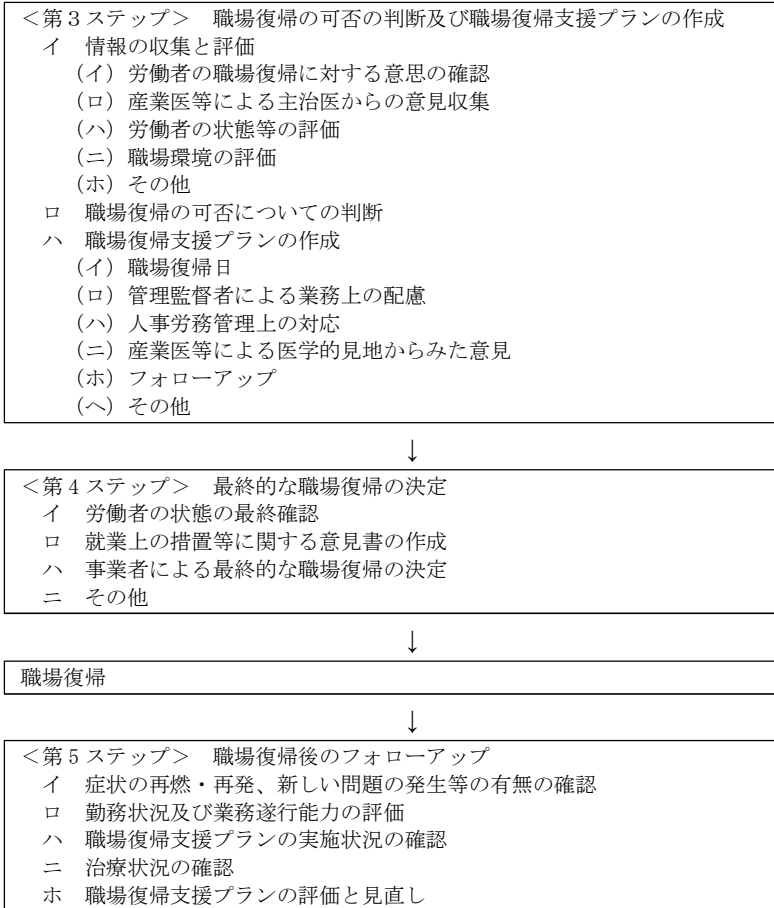 ＜第３ステップ＞　職場復帰の可否の判断及び職場復帰支援プランの作成
イ　情報の収集と評価
（イ）労働者の職場復帰に対する意思の確認
（ロ）産業医等による主治医からの意見収集
（ハ）労働者の状態等の評価
（ニ）職場環境の評価
（ホ）その他
ロ　職場復帰の可否についての判断
ハ　職場復帰支援プランの作成
（イ）職場復帰日
（ロ）管理監督者による業務上の配慮
（ハ）人事労務管理上の対応
（ニ）産業医等による医学的見地からみた意見
（ホ）フォローアップ
（ヘ）その他
↓
＜第４ステップ＞　最終的な職場復帰の決定
イ　労働者の状態の最終確認
ロ　就業上の措置等に関する意見書の作成
ハ　事業者による最終的な職場復帰の決定
ニ　その他
↓
職場復帰
↓
＜第５ステップ＞　職場復帰後のフォローアップ
イ　症状の再燃・再発、新しい問題の発生等の有無の確認
ロ　勤務状況及び業務遂行能力の評価
ハ　職場復帰支援プランの実施状況の確認
ニ　治療状況の確認
ホ　職場復帰支援プランの評価と見直し